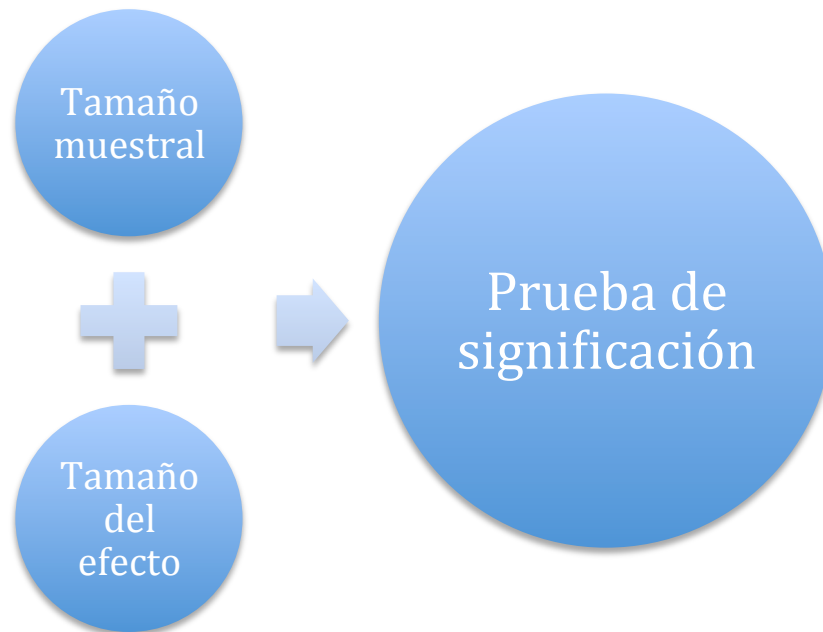 Tamaño
muestral
Tamaño
del
efecto
Prueba de
significación